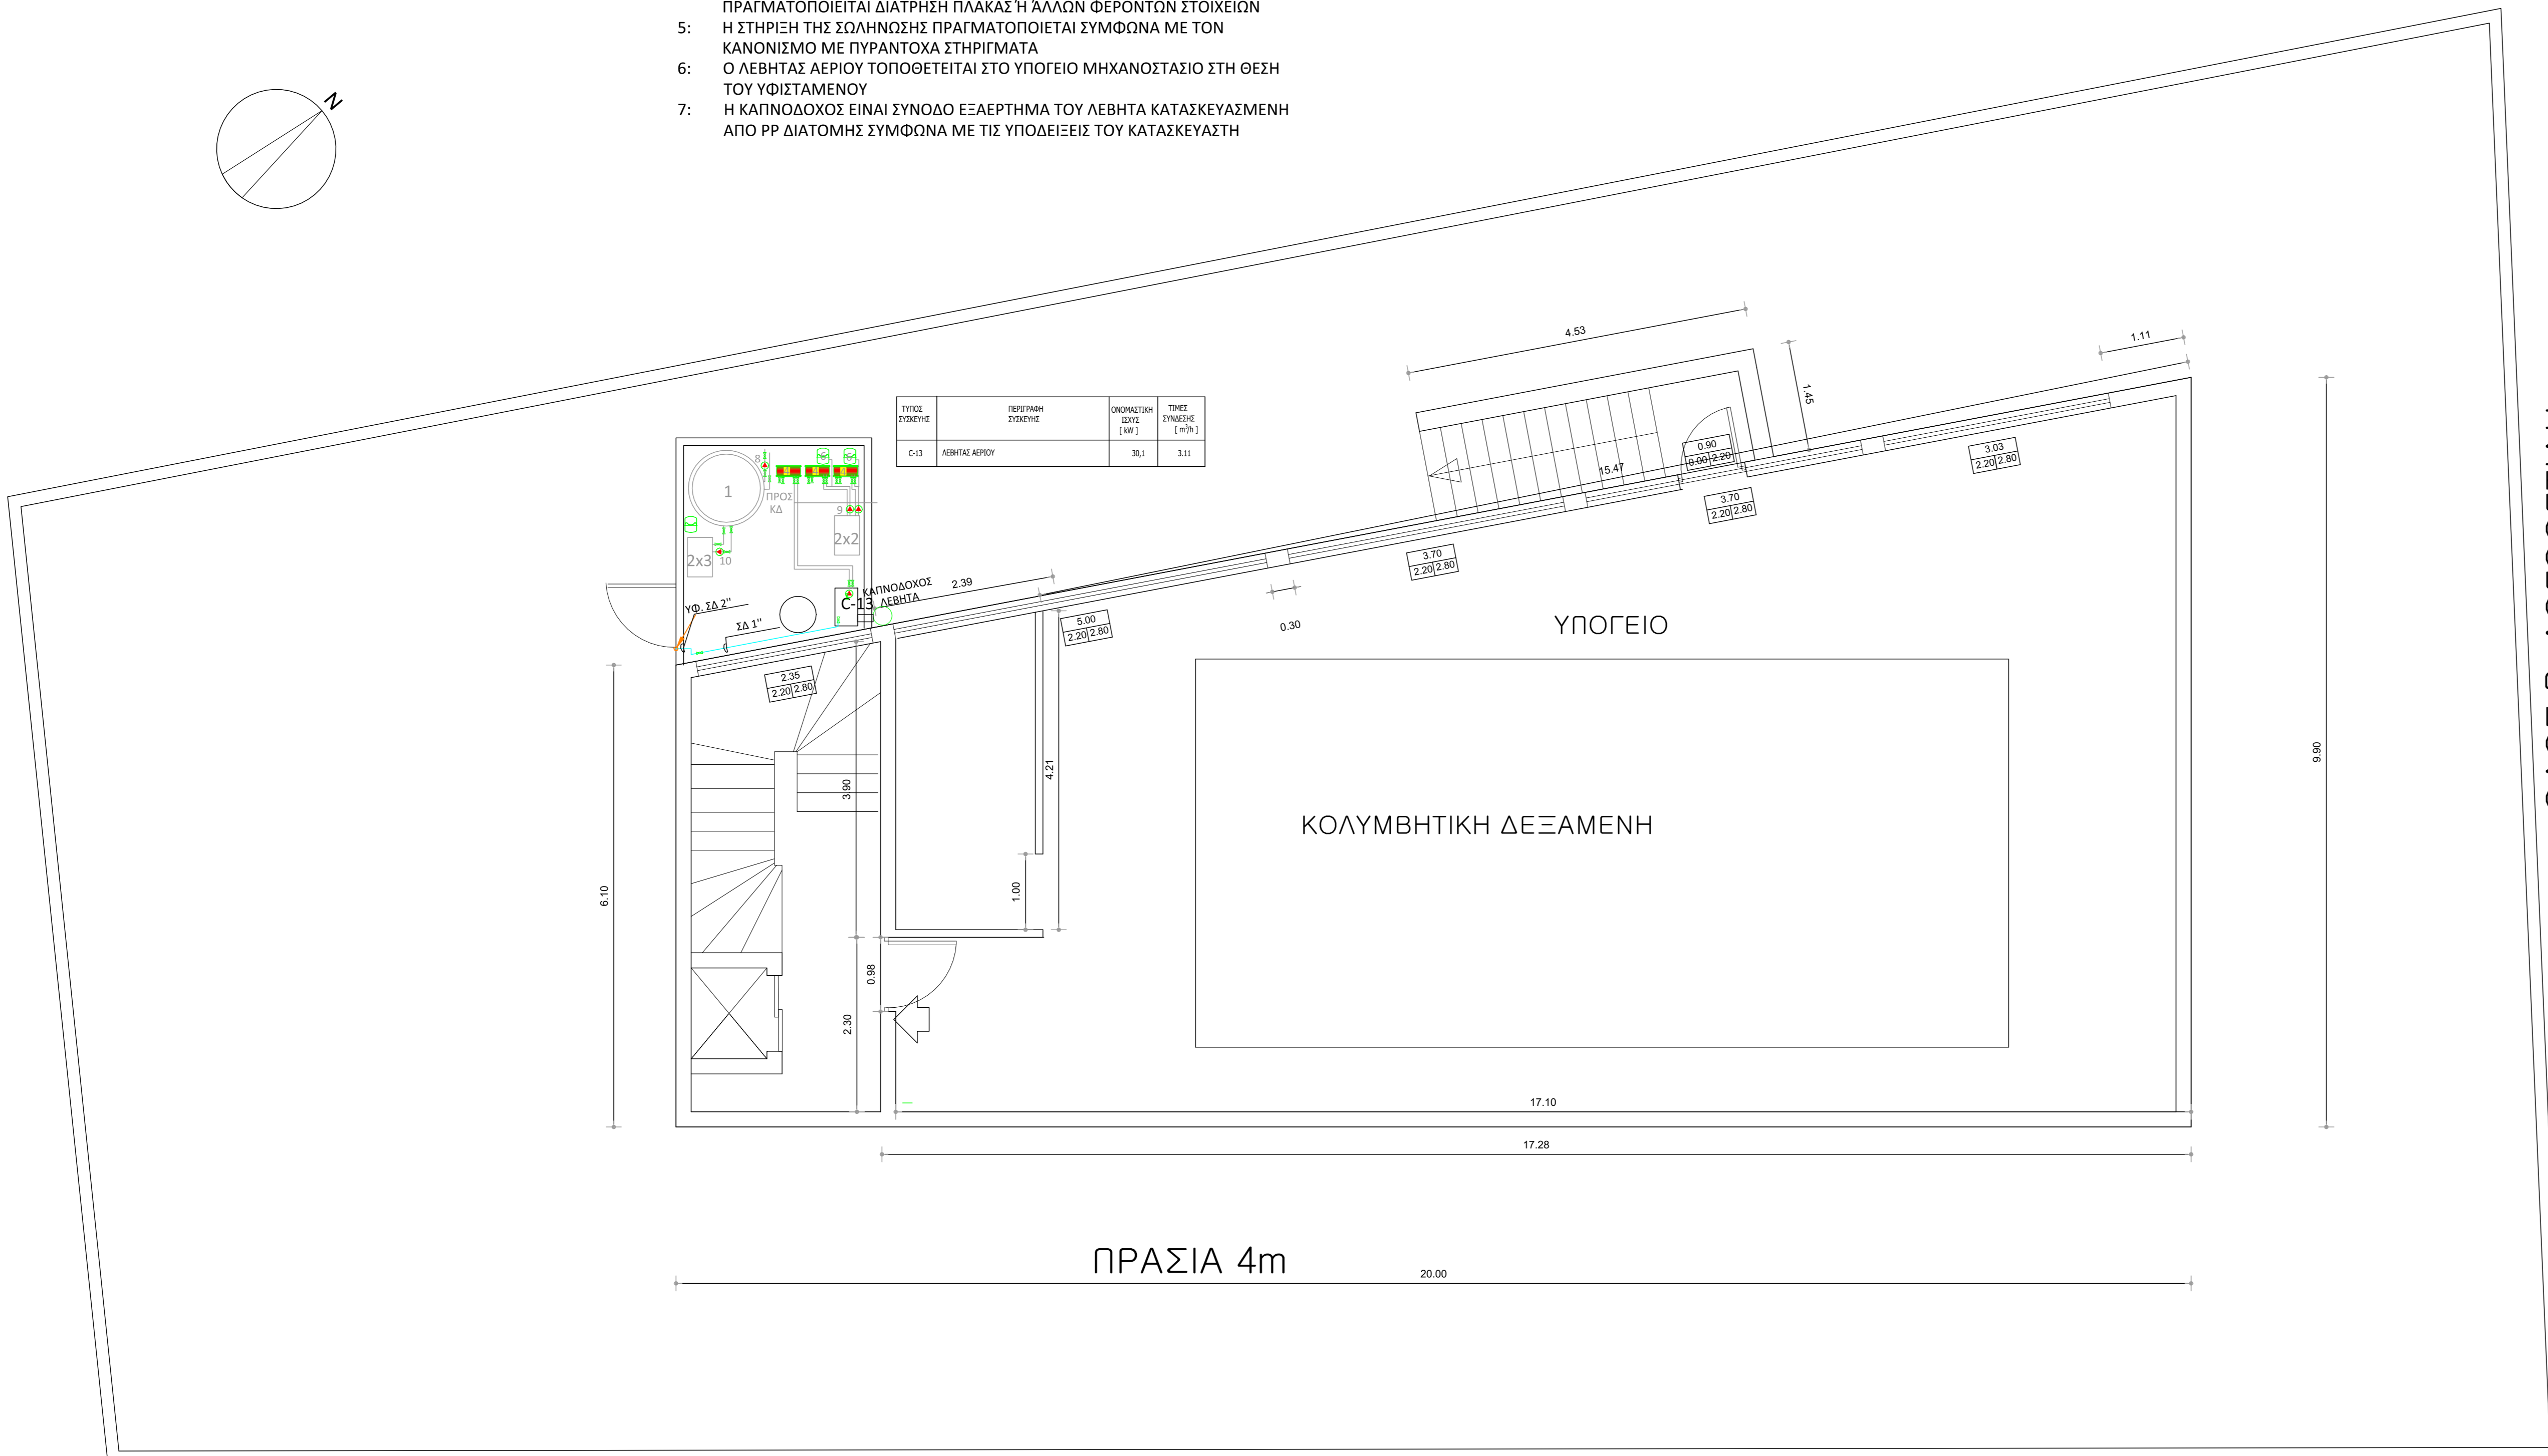 ΠΡΑΓΜΑΤΟΠΟΙΕΙΤΑΙ ΔΙΑΤΡΗΣΗ ΠΛΑΚΑΣ Ή ΆΛΛΩΝ ΦΕΡΟΝΤΩΝ ΣΤΟΙΧΕΙΩΝ
5: Η ΣΤΗΡΙΞΗ ΤΗΣ ΣΩΛΗΝΩΣΗΣ ΠΡΑΓΜΑΤΟΠΟΙΕΤΑΙ ΣΥΜΦΩΝΑ ΜΕ ΤΟΝ
ΚΑΝΟΝΙΣΜΟ ΜΕ ΠΥΡΑΝΤΟΧΑ ΣΤΗΡΙΓΜΑΤΑ
6: Ο ΛΕΒΗΤΑΣ ΑΕΡΙΟΥ ΤΟΠΟΘΕΤΕΙΤΑΙ ΣΤΟ ΥΠΟΓΕΙΟ ΜΗΧΑΝΟΣΤΑΣΙΟ ΣΤΗ ΘΕΣΗ
ΤΟΥ ΥΦΙΣΤΑΜΕΝΟΥ
7: Η ΚΑΠΝΟΔΟΧΟΣ ΕΙΝΑΙ ΣΥΝΟΔΟ ΕΞΑΕΡΤΗΜΑ ΤΟΥ ΛΕΒΗΤΑ ΚΑΤΑΣΚΕΥΑΣΜΕΝΗ
ΑΠΟ PP ΔΙΑΤΟΜΗΣ ΣΥΜΦΩΝΑ ΜΕ ΤΙΣ ΥΠΟΔΕΙΞΕΙΣ ΤΟΥ ΚΑΤΑΣΚΕΥΑΣΤΗ
N
4.53
1.11
1.45
ΤΥΠΟΣ ΣΥΣΚΕΥΗΣ
ΠΕΡΙΓΡΑΦΗ ΣΥΣΚΕΥΗΣ
ΟΝΟΜΑΣΤΙΚΗ ΙΣΧΥΣ [ kW ]
ΤΙΜΕΣ ΣΥΝΔΕΣΗΣ [ m³/h ]
C-13 ΛΕΒΗΤΑΣ ΑΕΡΙΟΥ 30,1 3.11
0.90
0.00 2.20
15.47
3.03
2.20 2.80
3.70
2.20 2.80
3.70
2.20 2.80
8
6
6
1
ΠΡΟΣ
ΚΔ
9
2x2
2x3
10
ΚΑΠΝΟΔΟΧΟΣ
ΛΕΒΗΤΑ
C-13
2.39
ΥΦ. ΣΔ 2''
ΣΔ 1''
5.00
2.20 2.80
0.30
ΥΠΟΓΕΙΟ
2.35
2.20 2.80
3.90
4.21
9.90
ΚΟΛΥΜΒΗΤΙΚΗ ΔΕΞΑΜΕΝΗ
6.10
1.00
0.98
2.30
17.10
17.28
ΠΡΑΣΙΑ 4m
20.00